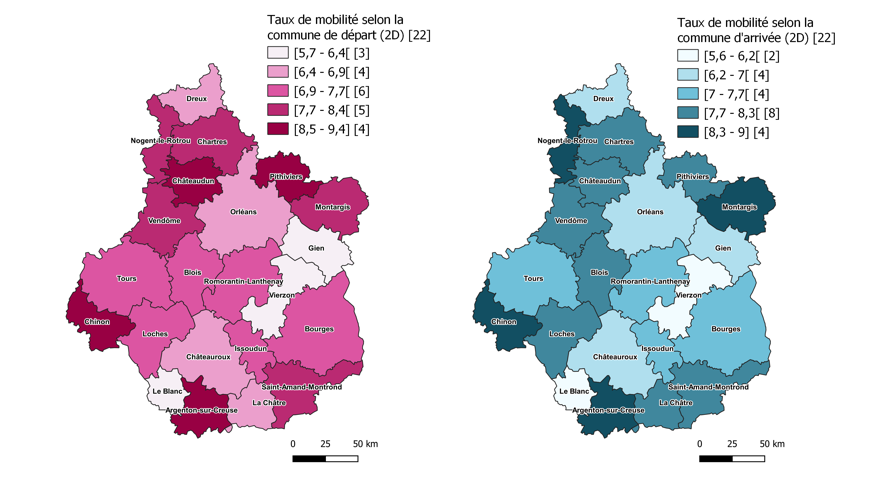 Taux de mobilité selon la
commune de départ (2D) [22]
[5,7 - 6,4[ [3]
[6,4 - 6,9[ [4]
[6,9 - 7,7[ [6]
[7,7 - 8,4[ [5]
[8,5 - 9,4] [4]
Dreux
Nogent-le-Rotrou
Chartres
Châteaudun
Pithiviers
Orléans
Montargis
Vendôme
Gien
Tours
Blois
Romorantin-Lanthenay
Vierzon
Chinon
Loches
Bourges
Issoudun
Châteauroux
Le Blanc
Saint-Amand-Montrond
Argenton-sur-Creuse
La Châtre
0 25 50 km
Taux de mobilité selon la
commune d'arrivée (2D) [22]
[5,6 - 6,2[ [2]
[6,2 - 7[ [4]
[7 - 7,7[ [4]
[7,7 - 8,3[ [8]
[8,3 - 9] [4]
Dreux
Nogent-le-Rotrou
Chartres
Châteaudun
Pithiviers
Orléans
Montargis
Vendôme
Gien
Tours
Blois
Romorantin-Lanthenay
Vierzon
Chinon
Loches
Bourges
Issoudun
Châteauroux
Le Blanc
Saint-Amand-Montrond
Argenton-sur-Creuse
La Châtre
0 25 50 km